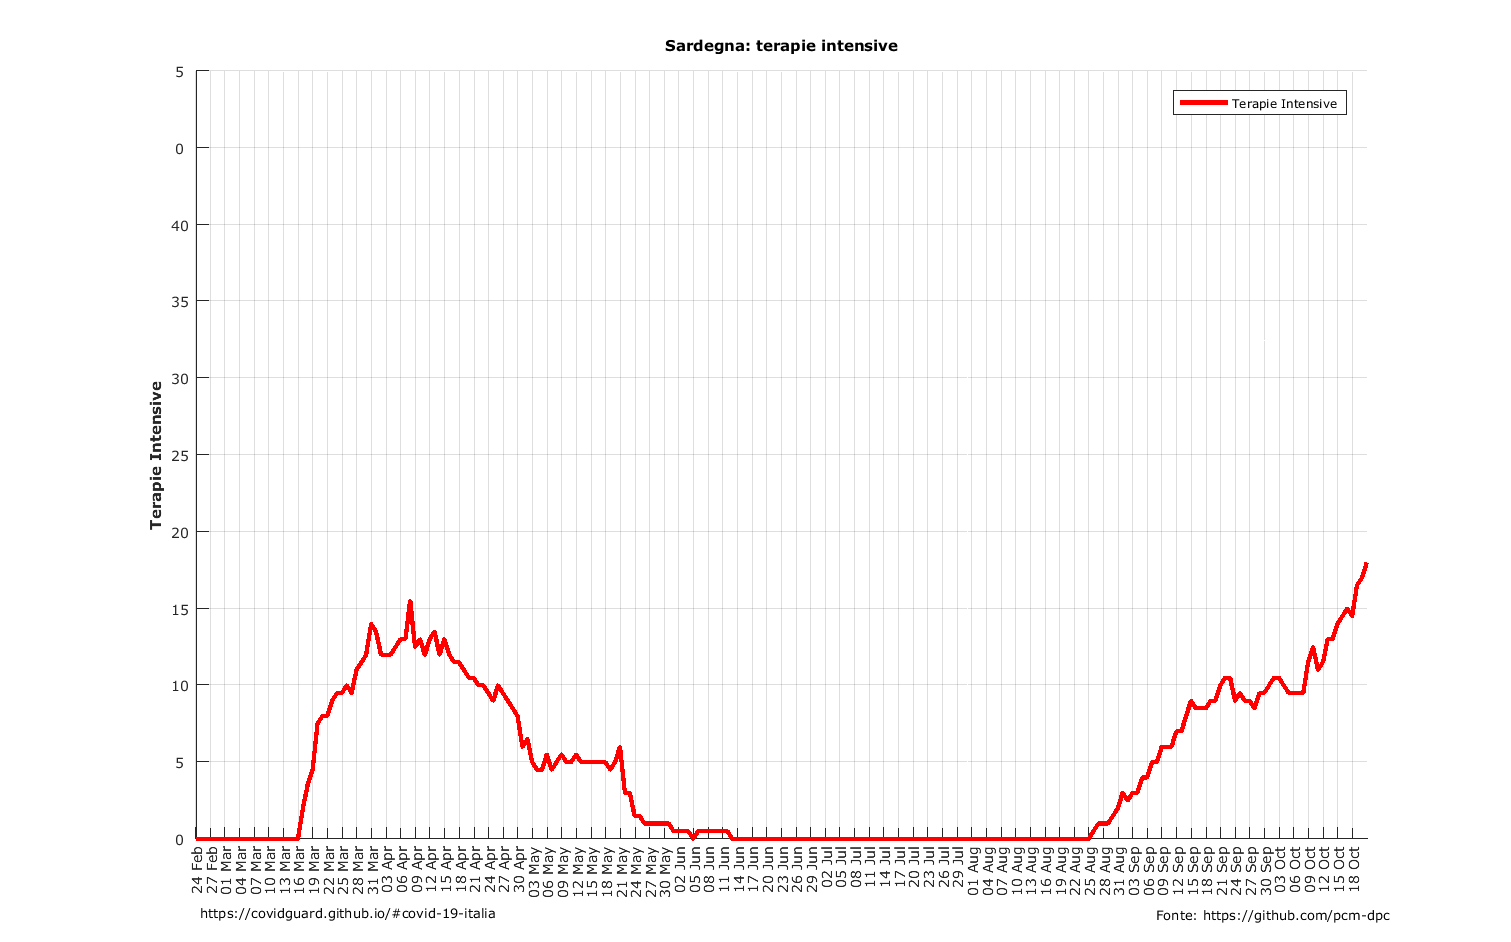 Sardegna: terapie intensive
Terapie Intensive
5
0
40
35
30
25
20
15
10
5
0
Terapie Intensive
24 Feb
27 Feb
01 Mar
04 Mar
07 Mar
10 Mar
13 Mar
16 Mar
19 Mar
22 Mar
25 Mar
28 Mar
31 Mar
03 Apr
06 Apr
09 Apr
12 Apr
15 Apr
18 Apr
21 Apr
24 Apr
27 Apr
30 Apr
03 May
06 May
09 May
12 May
15 May
18 May
21 May
24 May
27 May
30 May
02 Jun
05 Jun
08 Jun
11 Jun
14 Jun
17 Jun
20 Jun
23 Jun
26 Jun
29 Jun
02 Jul
05 Jul
08 Jul
11 Jul
14 Jul
17 Jul
20 Jul
23 Jul
26 Jul
29 Jul
01 Aug
04 Aug
07 Aug
10 Aug
13 Aug
16 Aug
19 Aug
22 Aug
25 Aug
28 Aug
31 Aug
03 Sep
06 Sep
09 Sep
12 Sep
15 Sep
18 Sep
21 Sep
24 Sep
27 Sep
30 Sep
03 Oct
06 Oct
09 Oct
12 Oct
15 Oct
18 Oct
https://covidguard.github.io/#covid-19-italia
Fonte: https://github.com/pcm-dpc